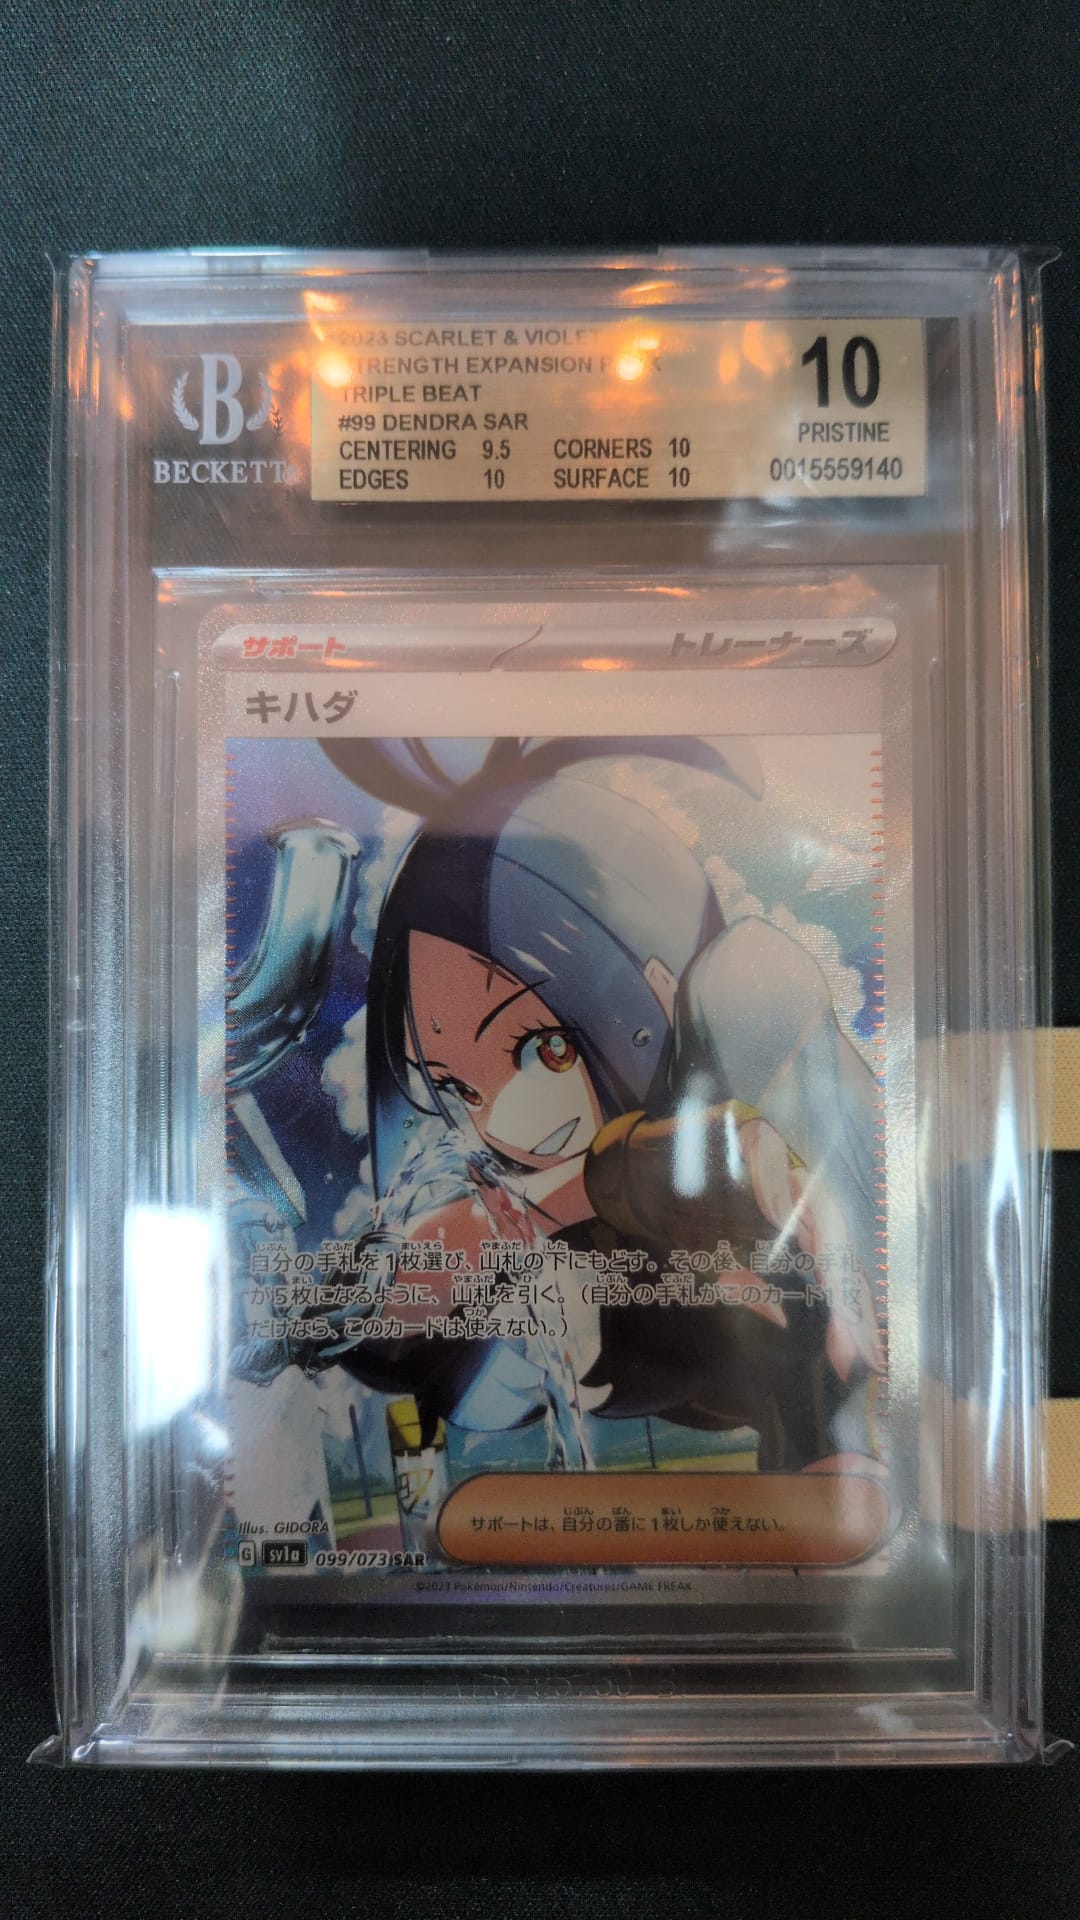 2023 SCARLET & VIOLET
STRENGTH EXPANSION PACK
TRIPLE BEAT
#99 DENDRA SAR
CENTERING 9.5 CORNERS 10
EDGES 10 SURFACE 10
10
PRISTINE
0015559140
B
BECKETT
サポート
トレーナーズ
キハダ
自分の手札を1枚選び、山札の下にもどす。その後、自分の手札
が5枚になるように、山札を引く。（自分の手札がこのカード1枚
だけなら、このカードは使えない。）
サポートは、自分の番に1枚しか使えない。
Illus. GIDORA
G sv1a 099/073 SAR
©2023 Pokémon/Nintendo/Creatures/GAME FREAK